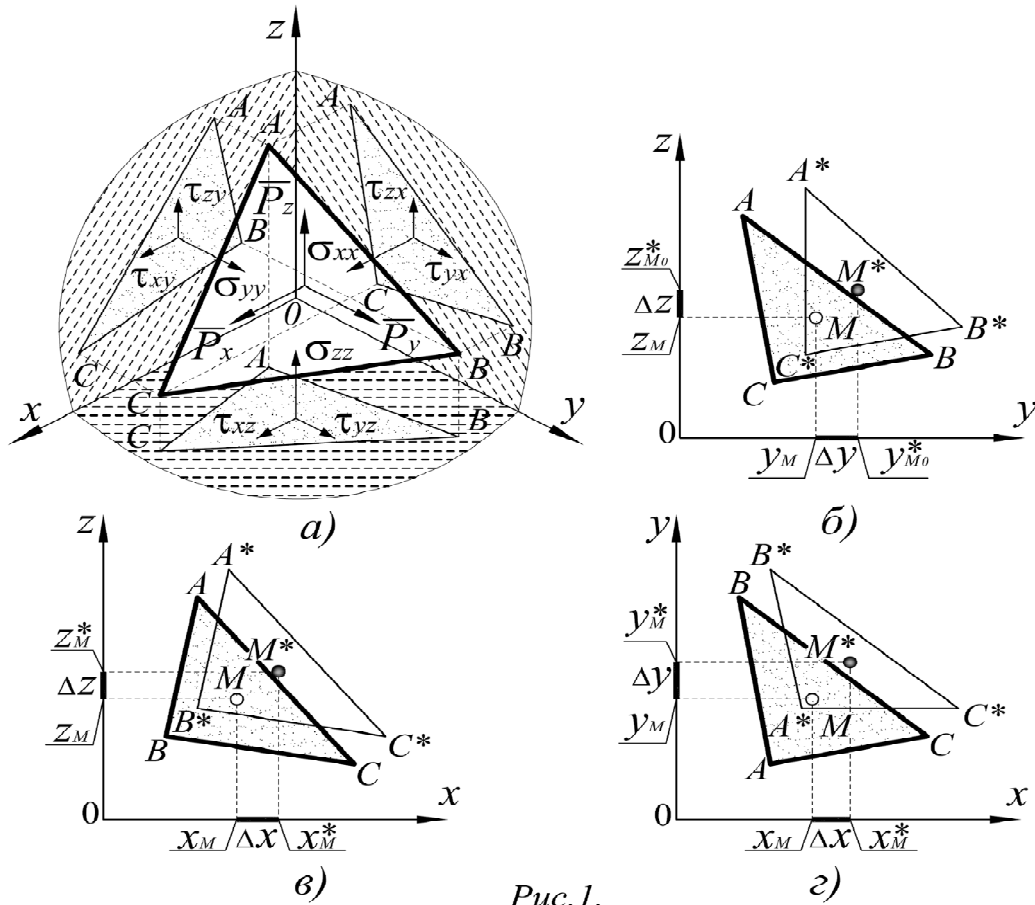 z
A A A
τzy P̄z τzx
B σxx
τxy σyy τyx
C
P̄x 0 P̄y
A σzz B B
C C
x τxz τyz B y
C
а)
z
A*
A
z*M₀ M*
Δz M
zM B*
C* B
C
0 y
yM Δy y*M₀
б)
z
A*
A
z*M M*
Δz M
zM B*
B C*
C
0 x
xM Δx x*M
в)
y
B*
B
y*M M*
Δy
yM A* M C*
C
A
0 x
xM Δx x*M
г)
Рис.1.